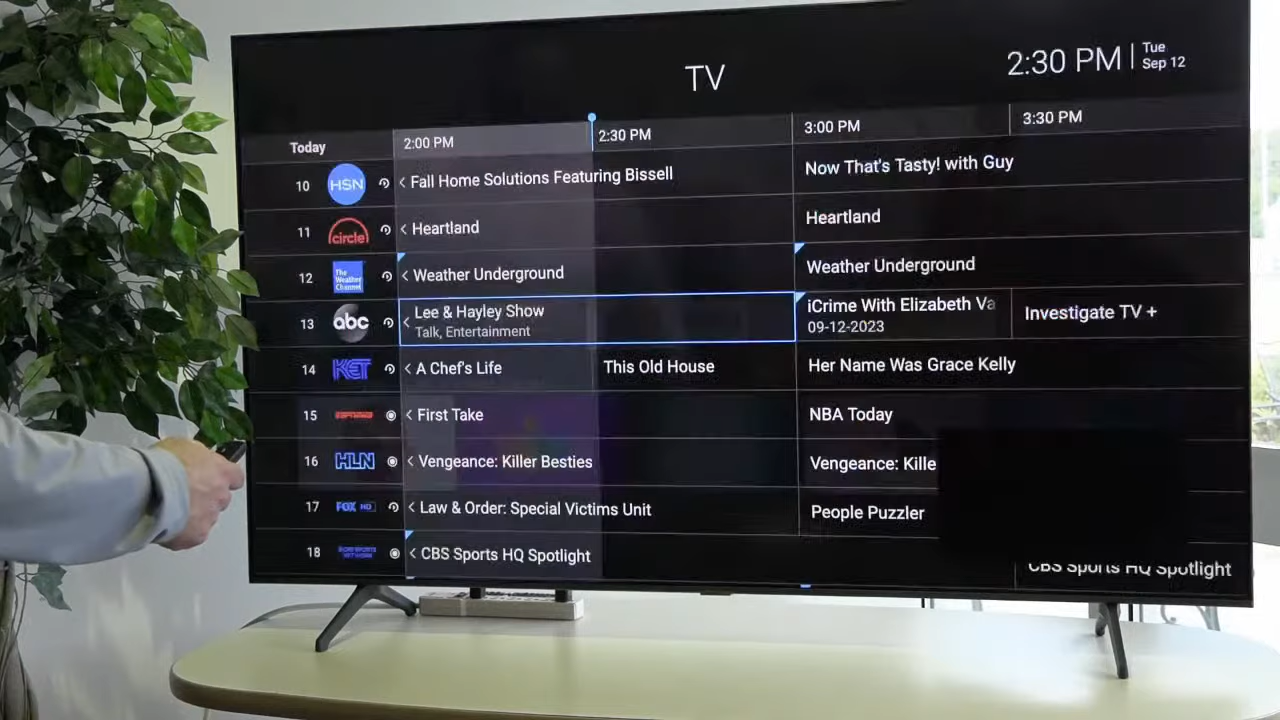 TV
2:30 PM
Tue
Sep 12
Today
2:00 PM
2:30 PM
3:00 PM
3:30 PM
10 HSN < Fall Home Solutions Featuring Bissell
Now That's Tasty! with Guy
11 circle < Heartland
Heartland
12 The Weather Channel < Weather Underground
Weather Underground
13 abc < Lee & Hayley Show
Talk, Entertainment
iCrime With Elizabeth Va
09-12-2023
Investigate TV +
14 KET < A Chef's Life
This Old House
Her Name Was Grace Kelly
15 < First Take
NBA Today
16 HLN < Vengeance: Killer Besties
Vengeance: Kille
17 FOX HD < Law & Order: Special Victims Unit
People Puzzler
18 < CBS Sports HQ Spotlight
CBS Sports HQ Spotlight